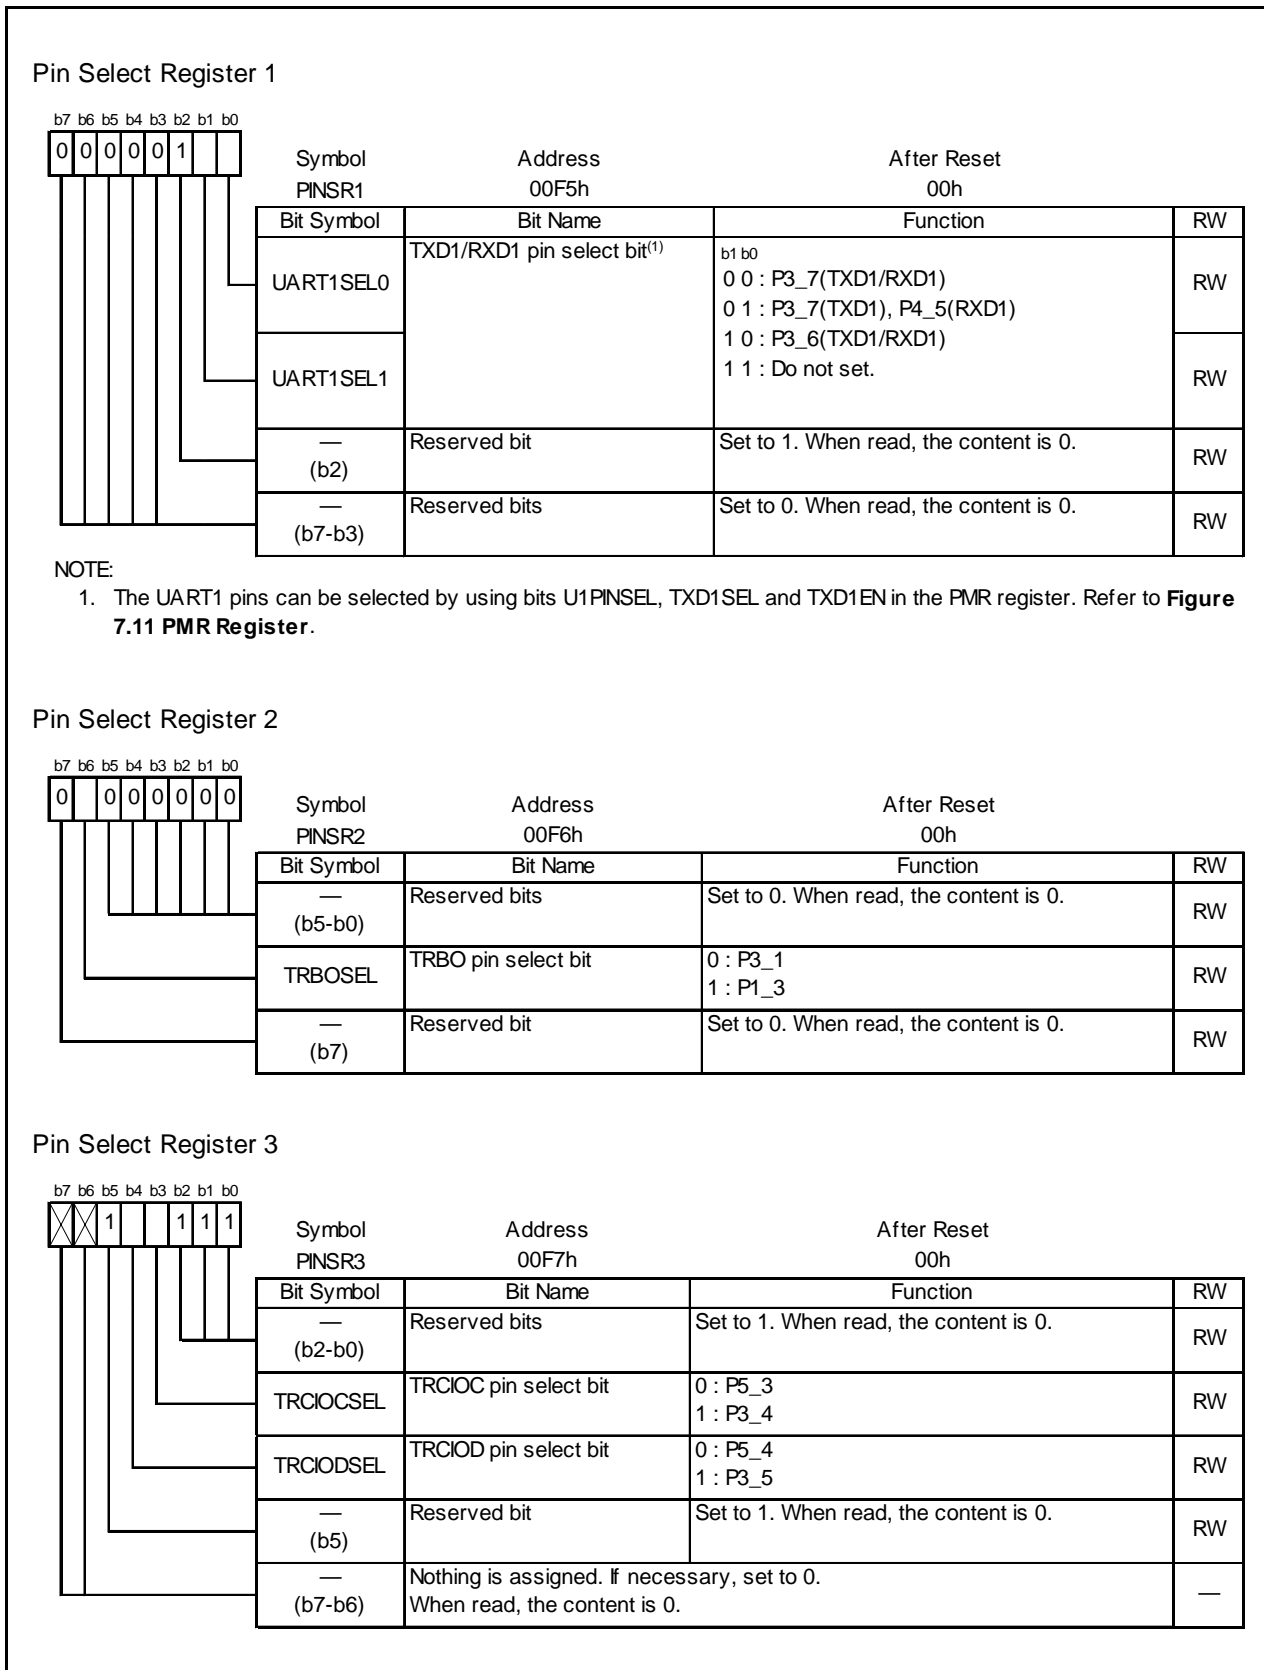 Pin Select Register 1
b7 b6 b5 b4 b3 b2 b1 b0
0 0 0 0 0 1
Symbol Address After Reset
PINSR1 00F5h 00h
Bit Symbol Bit Name Function RW
UART1SEL0 TXD1/RXD1 pin select bit(1) b1 b0 RW
0 0 : P3_7(TXD1/RXD1)
0 1 : P3_7(TXD1), P4_5(RXD1)
UART1SEL1 1 0 : P3_6(TXD1/RXD1) RW
1 1 : Do not set.
— (b2) Reserved bit Set to 1. When read, the content is 0. RW
— (b7-b3) Reserved bits Set to 0. When read, the content is 0. RW
NOTE:
1. The UART1 pins can be selected by using bits U1PINSEL, TXD1SEL and TXD1EN in the PMR register. Refer to Figure
7.11 PMR Register.
Pin Select Register 2
b7 b6 b5 b4 b3 b2 b1 b0
0 0 0 0 0 0 0
Symbol Address After Reset
PINSR2 00F6h 00h
Bit Symbol Bit Name Function RW
— (b5-b0) Reserved bits Set to 0. When read, the content is 0. RW
TRBOSEL TRBO pin select bit 0 : P3_1 RW
1 : P1_3
— (b7) Reserved bit Set to 0. When read, the content is 0. RW
Pin Select Register 3
b7 b6 b5 b4 b3 b2 b1 b0
1 1 1 1
Symbol Address After Reset
PINSR3 00F7h 00h
Bit Symbol Bit Name Function RW
— (b2-b0) Reserved bits Set to 1. When read, the content is 0. RW
TRCIOCSEL TRCIOC pin select bit 0 : P5_3 RW
1 : P3_4
TRCIODSEL TRCIOD pin select bit 0 : P5_4 RW
1 : P3_5
— (b5) Reserved bit Set to 1. When read, the content is 0. RW
— (b7-b6) Nothing is assigned. If necessary, set to 0. —
When read, the content is 0.